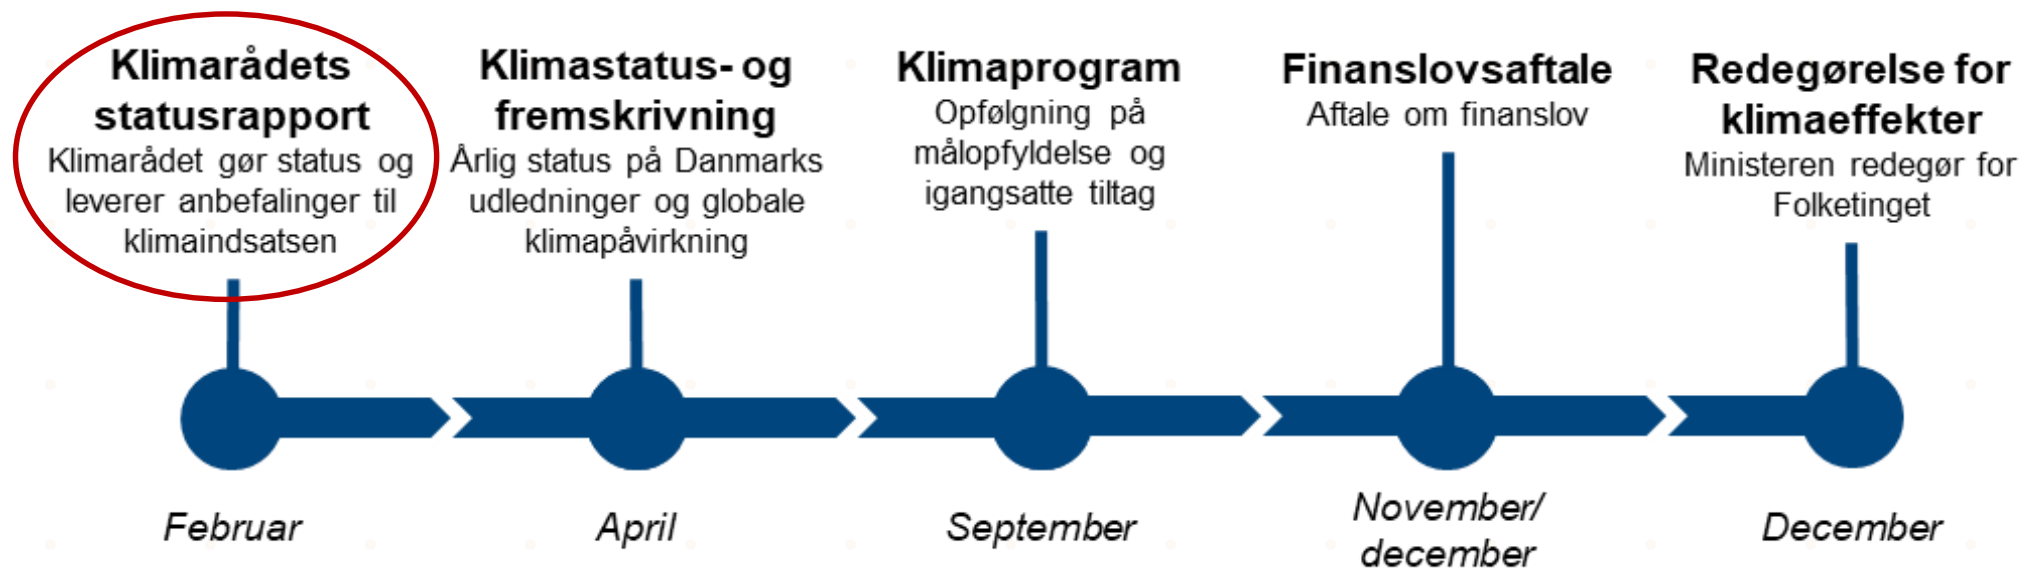 Klimarådets
statusrapport
Klimarådet gør status og
leverer anbefalinger til
klimaindsatsen
Februar
Klimastatus- og
fremskrivning
Årlig status på Danmarks
udledninger og globale
klimapåvirkning
April
Klimaprogram
Opfølgning på
målopfyldelse og
igangsatte tiltag
September
Finanslovsaftale
Aftale om finanslov
November/
december
Redegørelse for
klimaeffekter
Ministeren redegør for
Folketinget
December